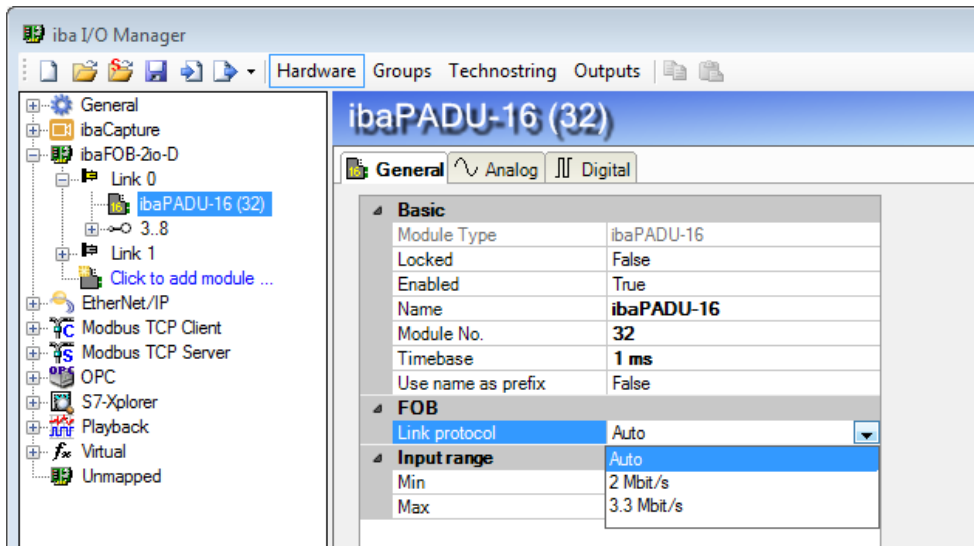 iba I/O Manager
Hardware Groups Technostring Outputs
General
ibaCapture
ibaFOB-2io-D
Link 0
16 ibaPADU-16 (32)
3..8
Link 1
Click to add module ...
EtherNet/IP
C Modbus TCP Client
S Modbus TCP Server
OPC OPC
S7-Xplorer
Playback
fx Virtual
Unmapped
ibaPADU-16 (32)
16 General Analog Digital
Basic
Module Type ibaPADU-16
Locked False
Enabled True
Name ibaPADU-16
Module No. 32
Timebase 1 ms
Use name as prefix False
FOB
Link protocol Auto
Input range Auto
Min 2 Mbit/s
Max 3.3 Mbit/s